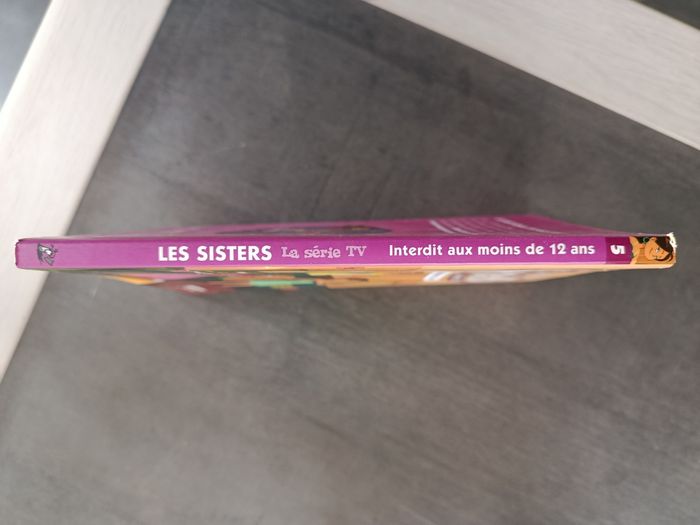 LES SISTERS La série TV Interdit aux moins de 12 ans 5